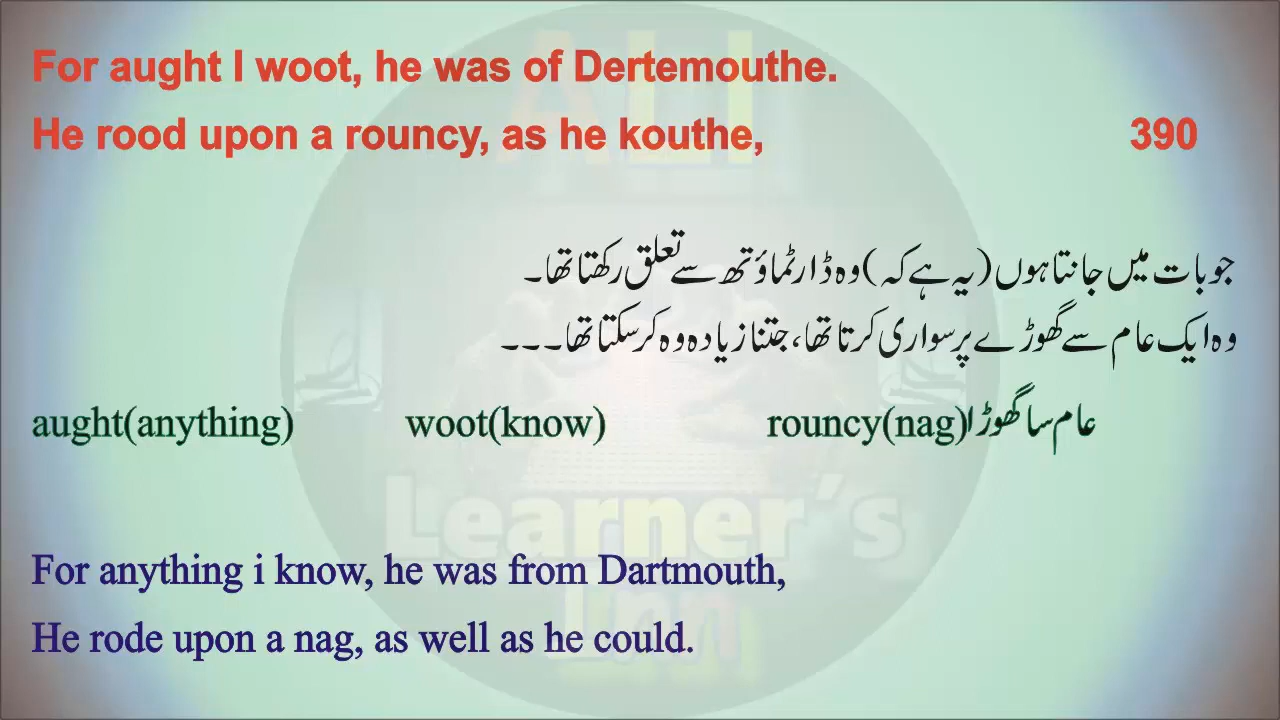 For aught I woot, he was of Dertemouthe.
He rood upon a rouncy, as he kouthe, 390
جو بات میں جانتا ہوں (یہ ہے کہ) وہ ڈارٹماؤتھ سے تعلق رکھتا تھا۔
وہ ایک عام سے گھوڑے پر سواری کرتا تھا، جتنا زیادہ وہ کر سکتا تھا۔۔۔
aught(anything) woot(know) rouncy(nag)عام سا گھوڑا
For anything i know, he was from Dartmouth,
He rode upon a nag, as well as he could.
ALI
Learner's
Inn